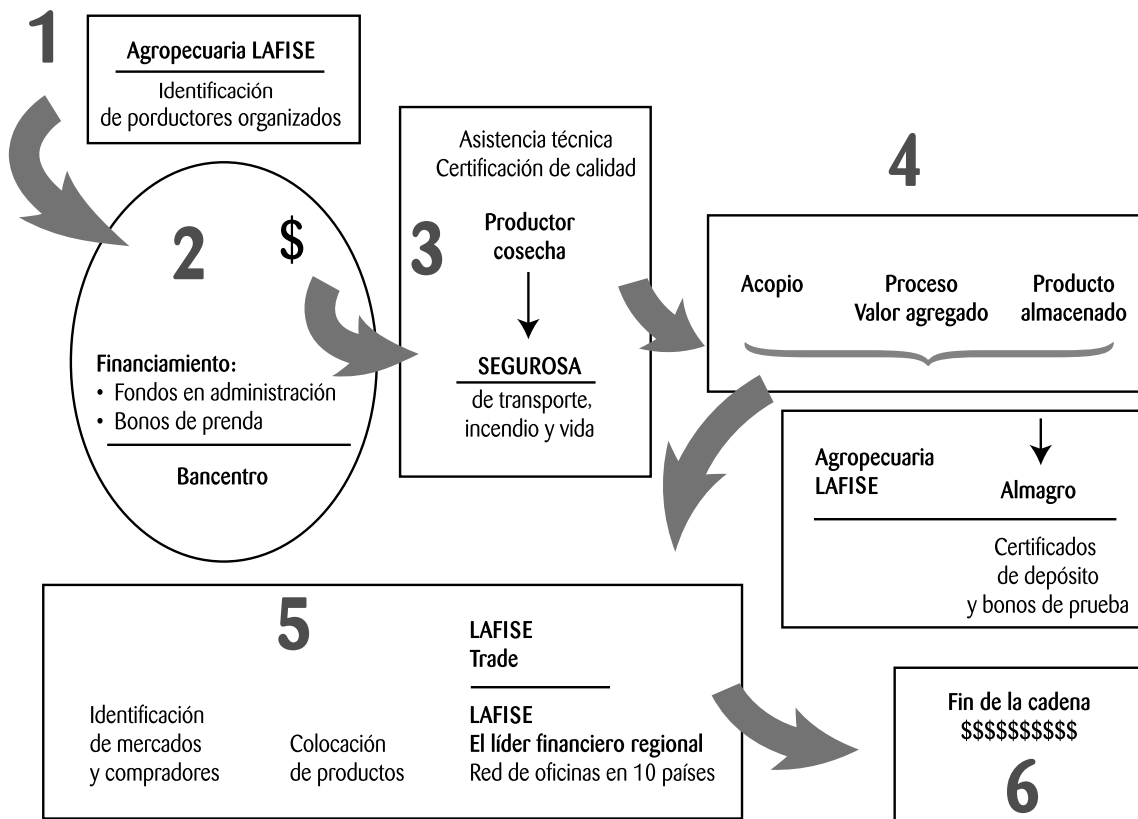 1
Agropecuaria LAFISE
Identificación
de porductores organizados
2
$
Financiamiento:
• Fondos en administración
• Bonos de prenda
Bancentro
3
Asistencia técnica
Certificación de calidad
Productor
cosecha
SEGUROSA
de transporte,
incendio y vida
4
Acopio
Proceso
Valor agregado
Producto
almacenado
Agropecuaria
LAFISE
Almagro
Certificados
de depósito
y bonos de prueba
5
Identificación
de mercados
y compradores
Colocación
de productos
LAFISE
Trade
LAFISE
El líder financiero regional
Red de oficinas en 10 países
Fin de la cadena
$$$$$$$$$$
6